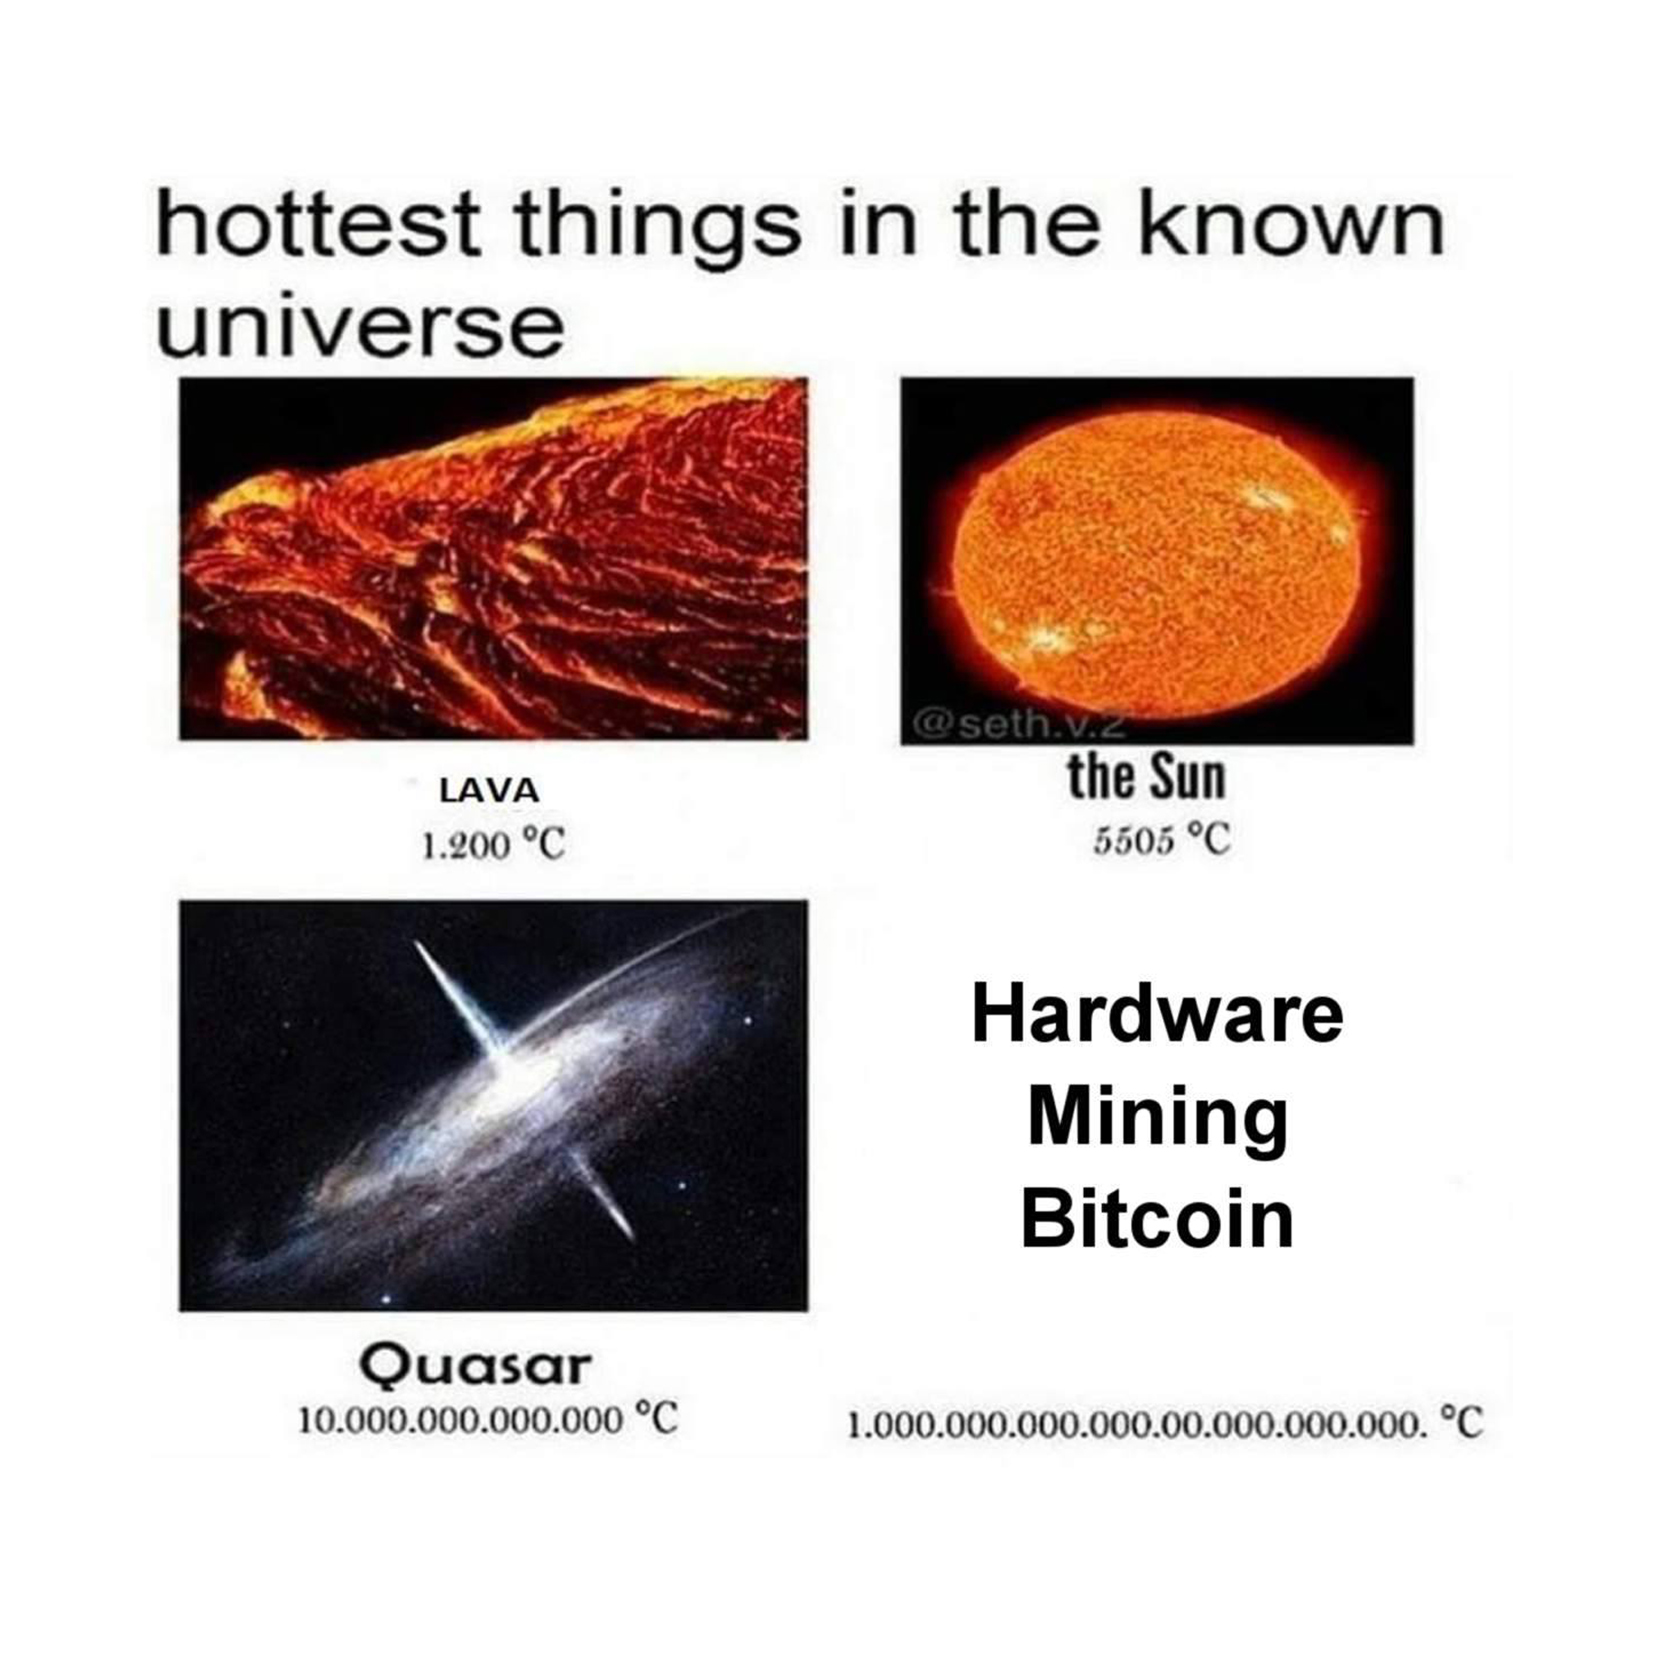 hottest things in the known
universe
@seth.v.2
LAVA
1.200 °C
the Sun
5505 °C
Hardware
Mining
Bitcoin
Quasar
10.000.000.000.000 °C
1.000.000.000.000.00.000.000.000. °C